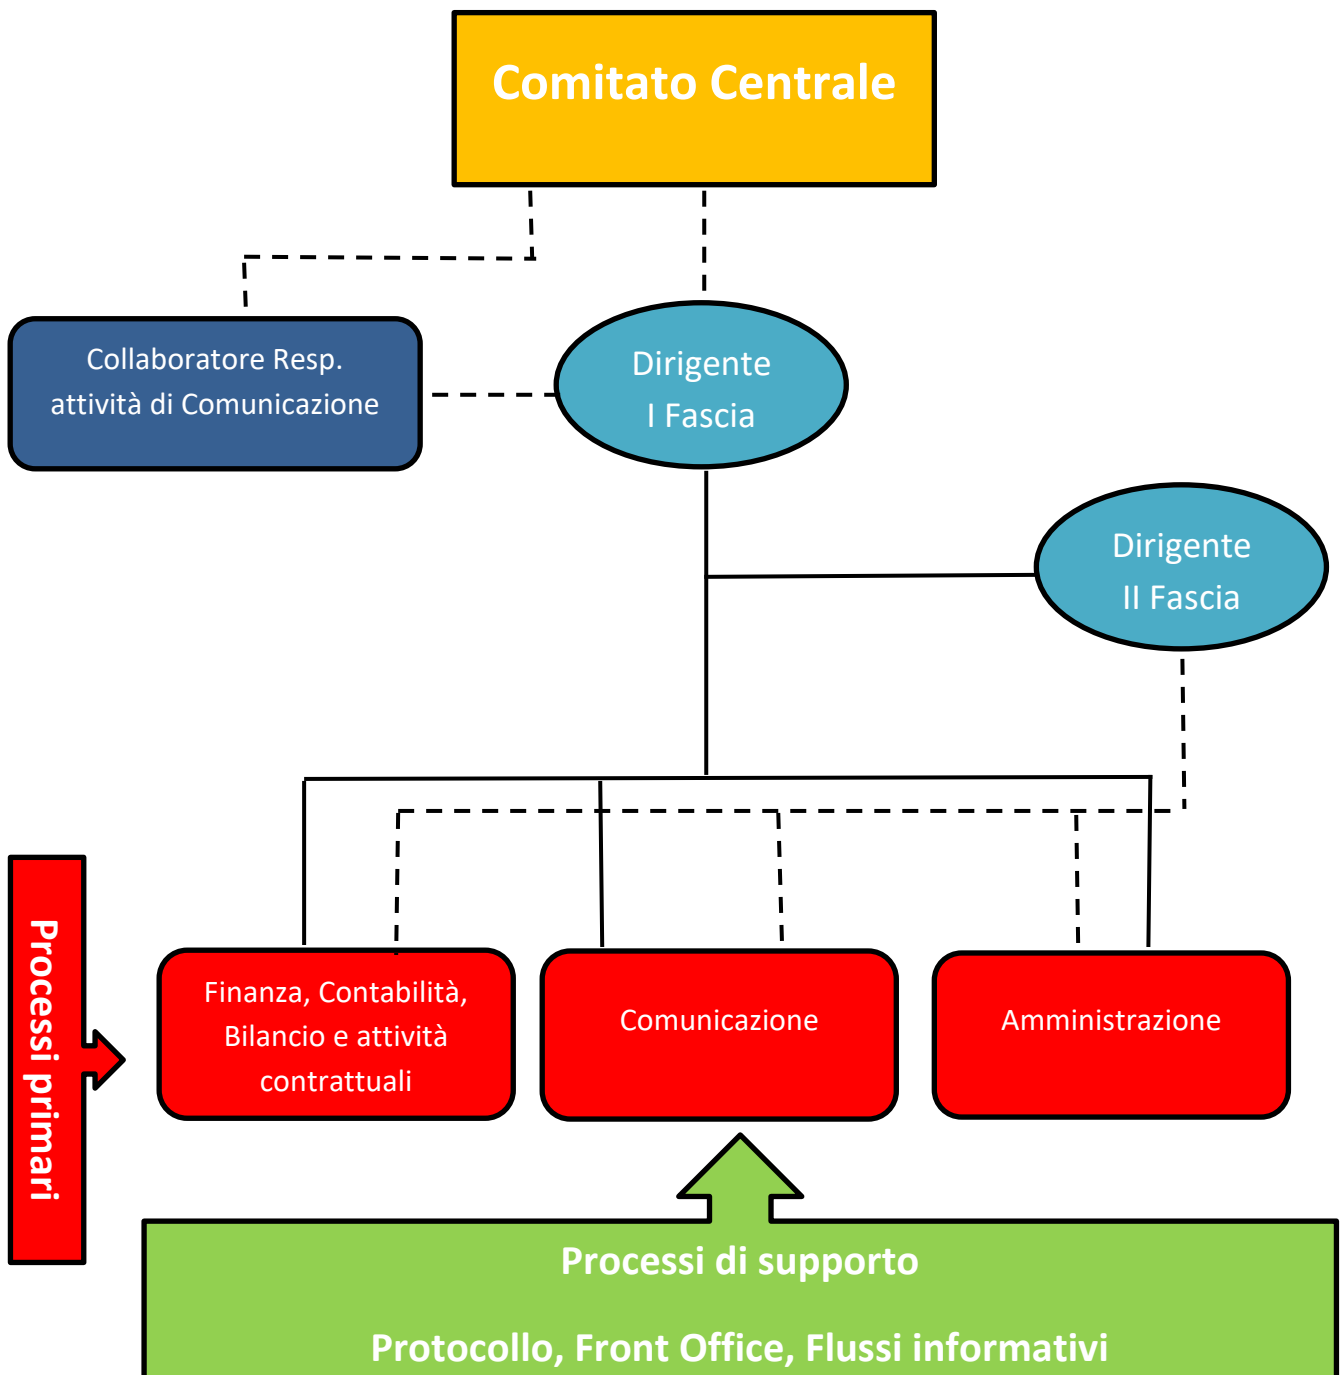 Comitato Centrale
Collaboratore Resp.
attività di Comunicazione
Dirigente
I Fascia
Dirigente
II Fascia
Processi primari
Finanza, Contabilità,
Bilancio e attività
contrattuali
Comunicazione
Amministrazione
Processi di supporto
Protocollo, Front Office, Flussi informativi